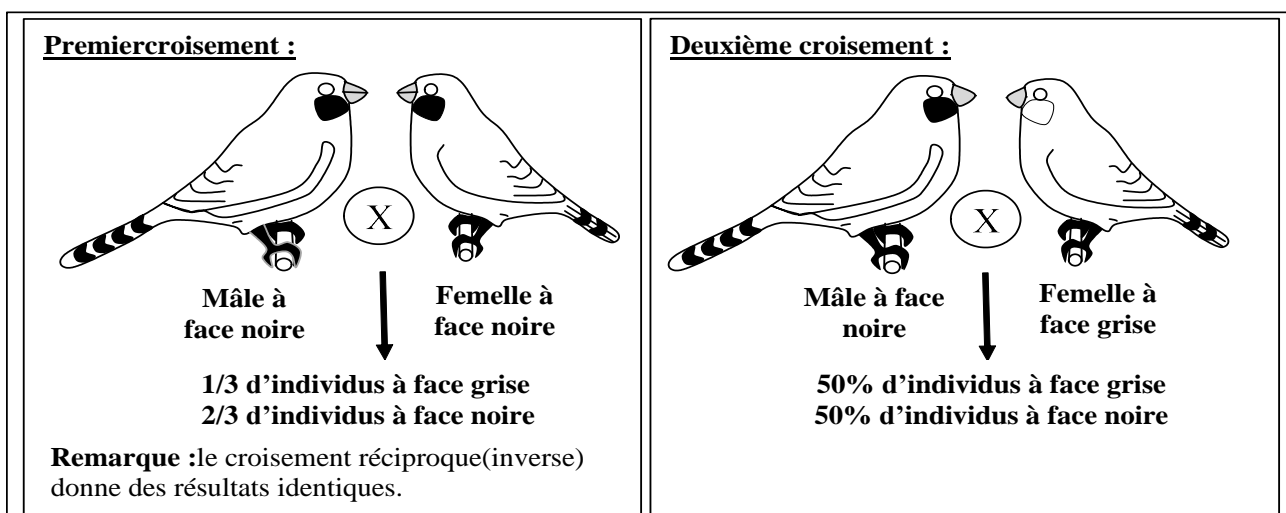 Premiercroisement :
X
Mâle à
face noire
Femelle à
face noire
1/3 d'individus à face grise
2/3 d'individus à face noire
Remarque :le croisement réciproque(inverse)
donne des résultats identiques.
Deuxième croisement :
X
Mâle à face
noire
Femelle à
face grise
50% d'individus à face grise
50% d'individus à face noire